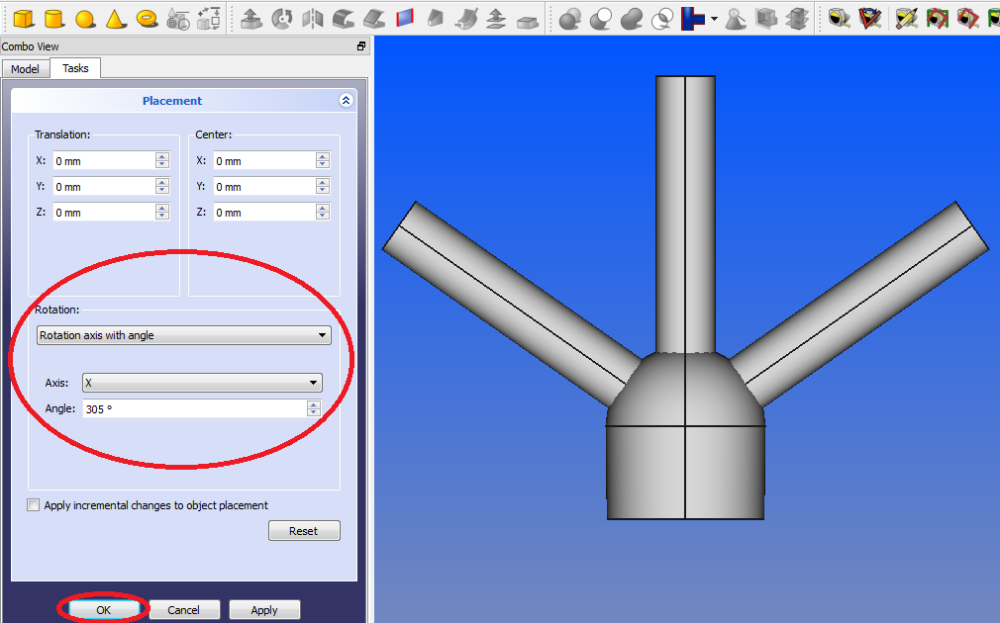 Combo View
Model Tasks
Placement
Translation: Center:
X: 0 mm X: 0 mm
Y: 0 mm Y: 0 mm
Z: 0 mm Z: 0 mm
Rotation:
Rotation axis with angle
Axis: X
Angle: 305 °
Apply incremental changes to object placement
Reset
OK Cancel Apply